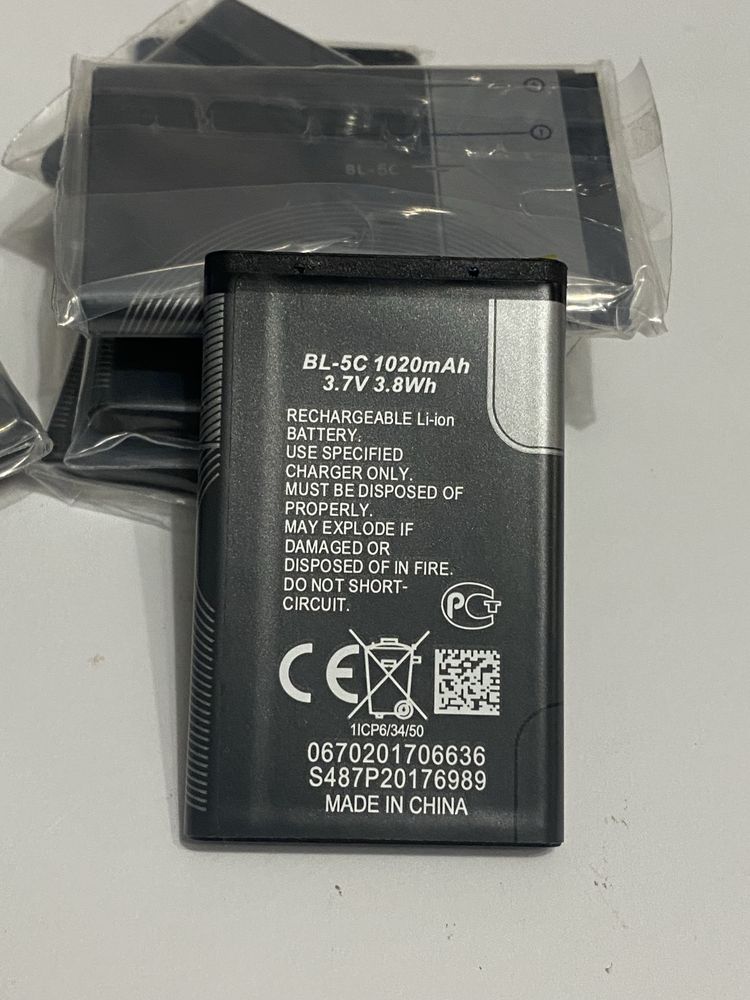 BL-5C
BL-5C 1020mAh
3.7V 3.8Wh
RECHARGEABLE Li-ion
BATTERY.
USE SPECIFIED
CHARGER ONLY.
MUST BE DISPOSED OF
PROPERLY.
MAY EXPLODE IF
DAMAGED OR
DISPOSED OF IN FIRE.
DO NOT SHORT-
CIRCUIT.
PCT
CE
1ICP6/34/50
0670201706636
S487P20176989
MADE IN CHINA